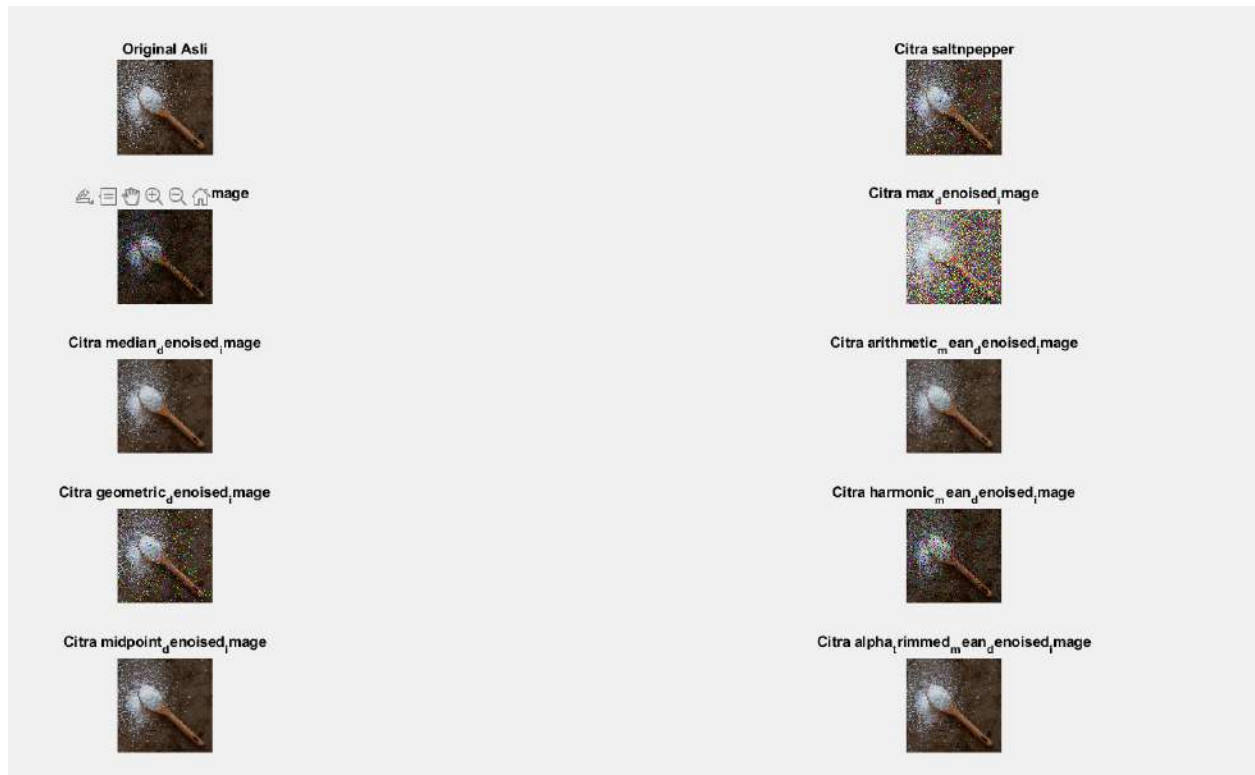 Original Asli
Citra saltnpepper
mage
Citra max_denoised_image
Citra median_denoised_image
Citra arithmetic_mean_denoised_image
Citra geometric_denoised_image
Citra harmonic_mean_denoised_image
Citra midpoint_denoised_image
Citra alpha_trimmed_mean_denoised_image